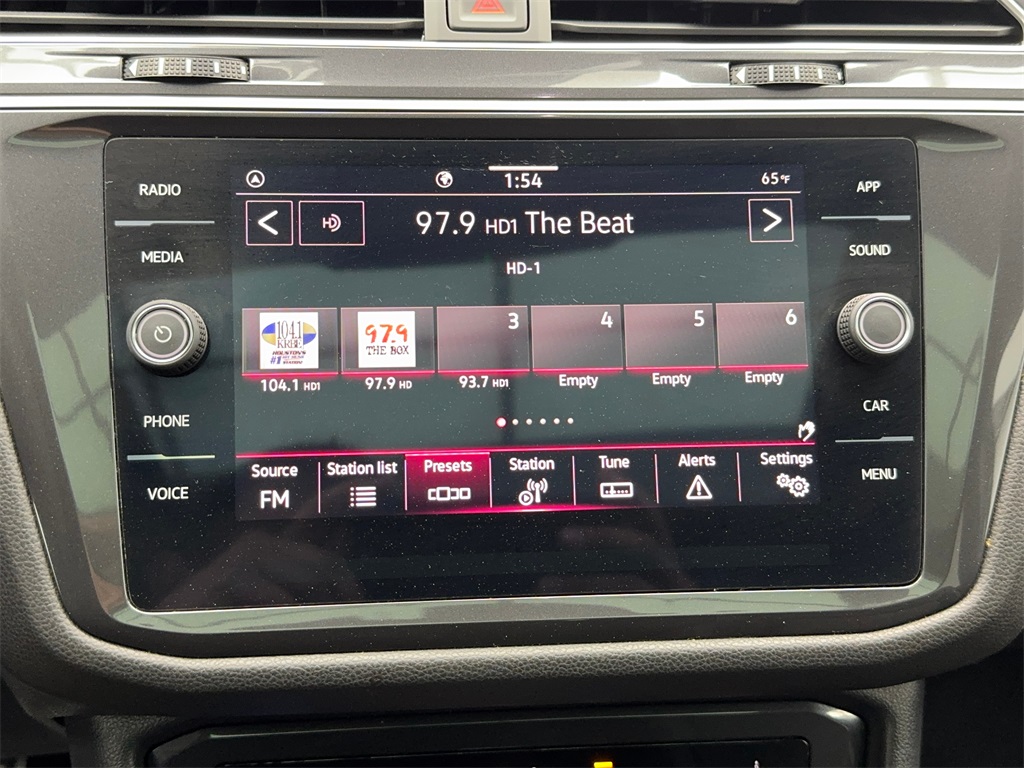 RADIO
MEDIA
PHONE
VOICE
1:54
65°F
97.9 HD1 The Beat
HD-1
104.1
KRBE
HOUSTON'S
#1
97.9
THE BOX
3
4
5
6
104.1 HD1
97.9 HD
93.7 HD1
Empty
Empty
Empty
Source
FM
Station list
Presets
Station
Tune
Alerts
Settings
APP
SOUND
CAR
MENU